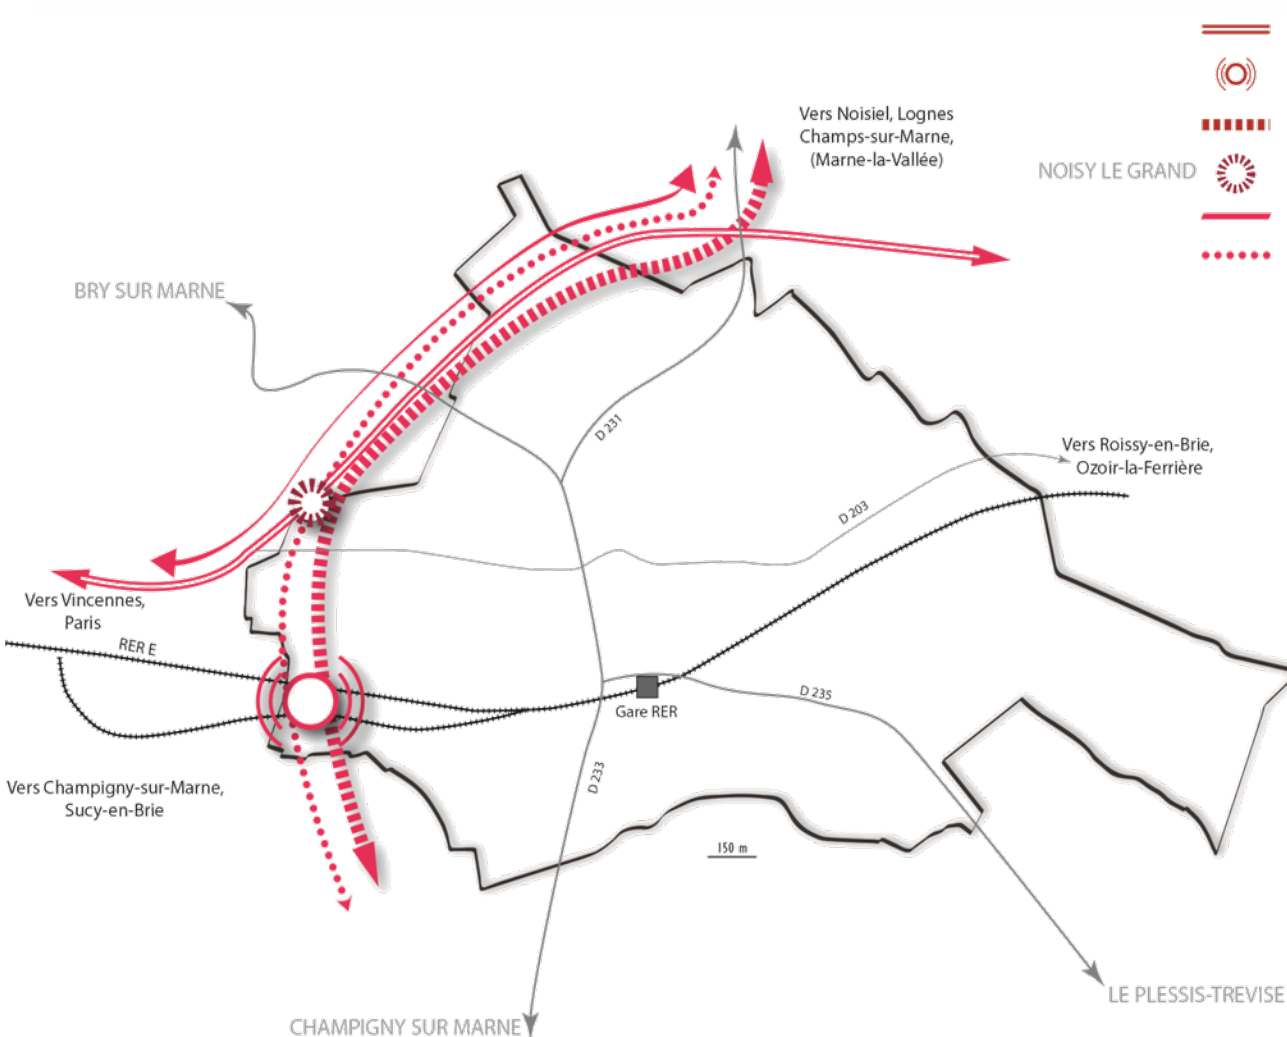 Vers Noisiel, Lognes
Champs-sur-Marne,
(Marne-la-Vallée)
NOISY LE GRAND
BRY SUR MARNE
D 231
Vers Roissy-en-Brie,
Ozoir-la-Ferrière
D 203
Vers Vincennes,
Paris
RER E
Gare RER
D 235
D 233
Vers Champigny-sur-Marne,
Sucy-en-Brie
150 m
LE PLESSIS-TREVISE
CHAMPIGNY SUR MARNE